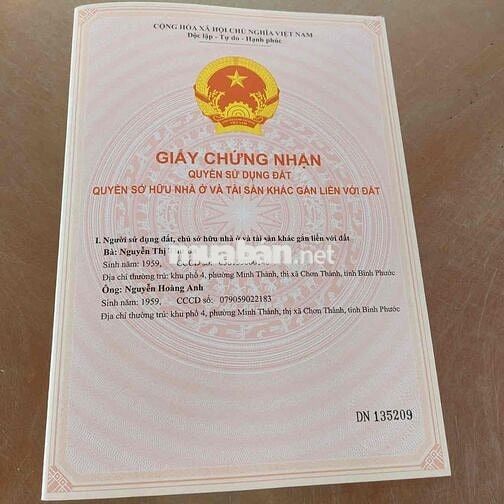 CỘNG HÒA XÃ HỘI CHỦ NGHĨA VIỆT NAM
Độc lập - Tự do - Hạnh phúc
GIẤY CHỨNG NHẬN
QUYỀN SỬ DỤNG ĐẤT
QUYỀN SỞ HỮU NHÀ Ở VÀ TÀI SẢN KHÁC GẮN LIỀN VỚI ĐẤT
I. Người sử dụng đất, chủ sở hữu nhà ở và tài sản khác gắn liền với đất
Bà: Nguyễn Thị
muaban.net
Sinh năm: 1959, CCCD số:
Địa chỉ thường trú: khu phố 4, phường Minh Thành, thị xã Chơn Thành, tỉnh Bình Phước
Ông: Nguyễn Hoàng Anh
Sinh năm: 1959, CCCD số: 079059022183
Địa chỉ thường trú: khu phố 4, phường Minh Thành, thị xã Chơn Thành, tỉnh Bình Phước
DN 135209